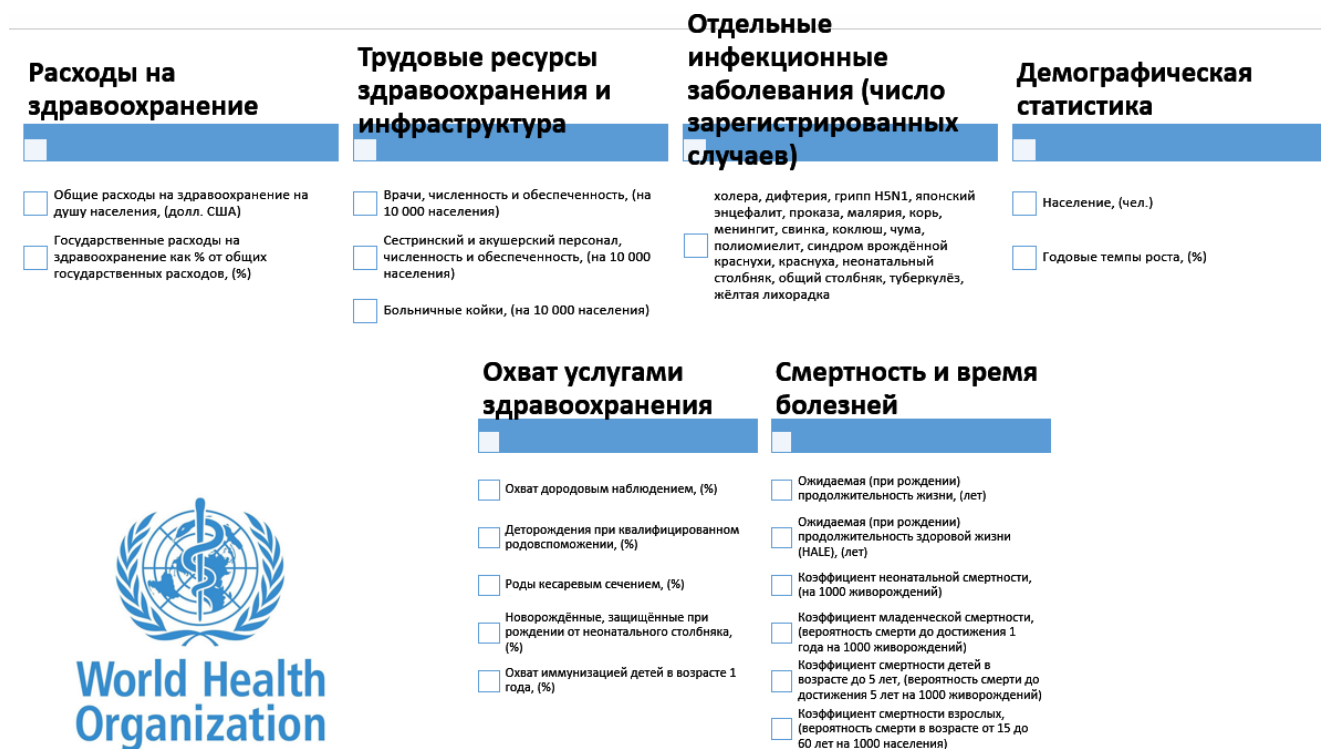 Расходы на
здравоохранение
Общие расходы на здравоохранение на
душу населения, (долл. США)
Государственные расходы на
здравоохранение как % от общих
государственных расходов, (%)
Трудовые ресурсы
здравоохранения и
инфраструктура
Врачи, численность и обеспеченность, (на
10 000 населения)
Сестринский и акушерский персонал,
численность и обеспеченность, (на 10 000
населения)
Больничные койки, (на 10 000 населения)
Отдельные
инфекционные
заболевания (число
зарегистрированных
случаев)
холера, дифтерия, грипп H5N1, японский
энцефалит, проказа, малярия, корь,
менингит, свинка, коклюш, чума,
полиомиелит, синдром врождённой
краснухи, краснуха, неонатальный
столбняк, общий столбняк, туберкулёз,
жёлтая лихорадка
Демографическая
статистика
Население, (чел.)
Годовые темпы роста, (%)
Охват услугами
здравоохранения
Охват дородовым наблюдением, (%)
Деторождения при квалифицированном
родовспоможении, (%)
Роды кесаревым сечением, (%)
Новорождённые, защищённые при
рождении от неонатального столбняка,
(%)
Охват иммунизацией детей в возрасте 1
года, (%)
Смертность и время
болезней
Ожидаемая (при рождении)
продолжительность жизни, (лет)
Ожидаемая (при рождении)
продолжительность здоровой жизни
(HALE), (лет)
Коэффициент неонатальной смертности,
(на 1000 живорождений)
Коэффициент младенческой смертности,
(вероятность смерти до достижения 1
года на 1000 живорождений)
Коэффициент смертности детей в
возрасте до 5 лет, (вероятность смерти до
достижения 5 лет на 1000 живорождений)
Коэффициент смертности взрослых,
(вероятность смерти в возрасте от 15 до
60 лет на 1000 населения)
World Health
Organization